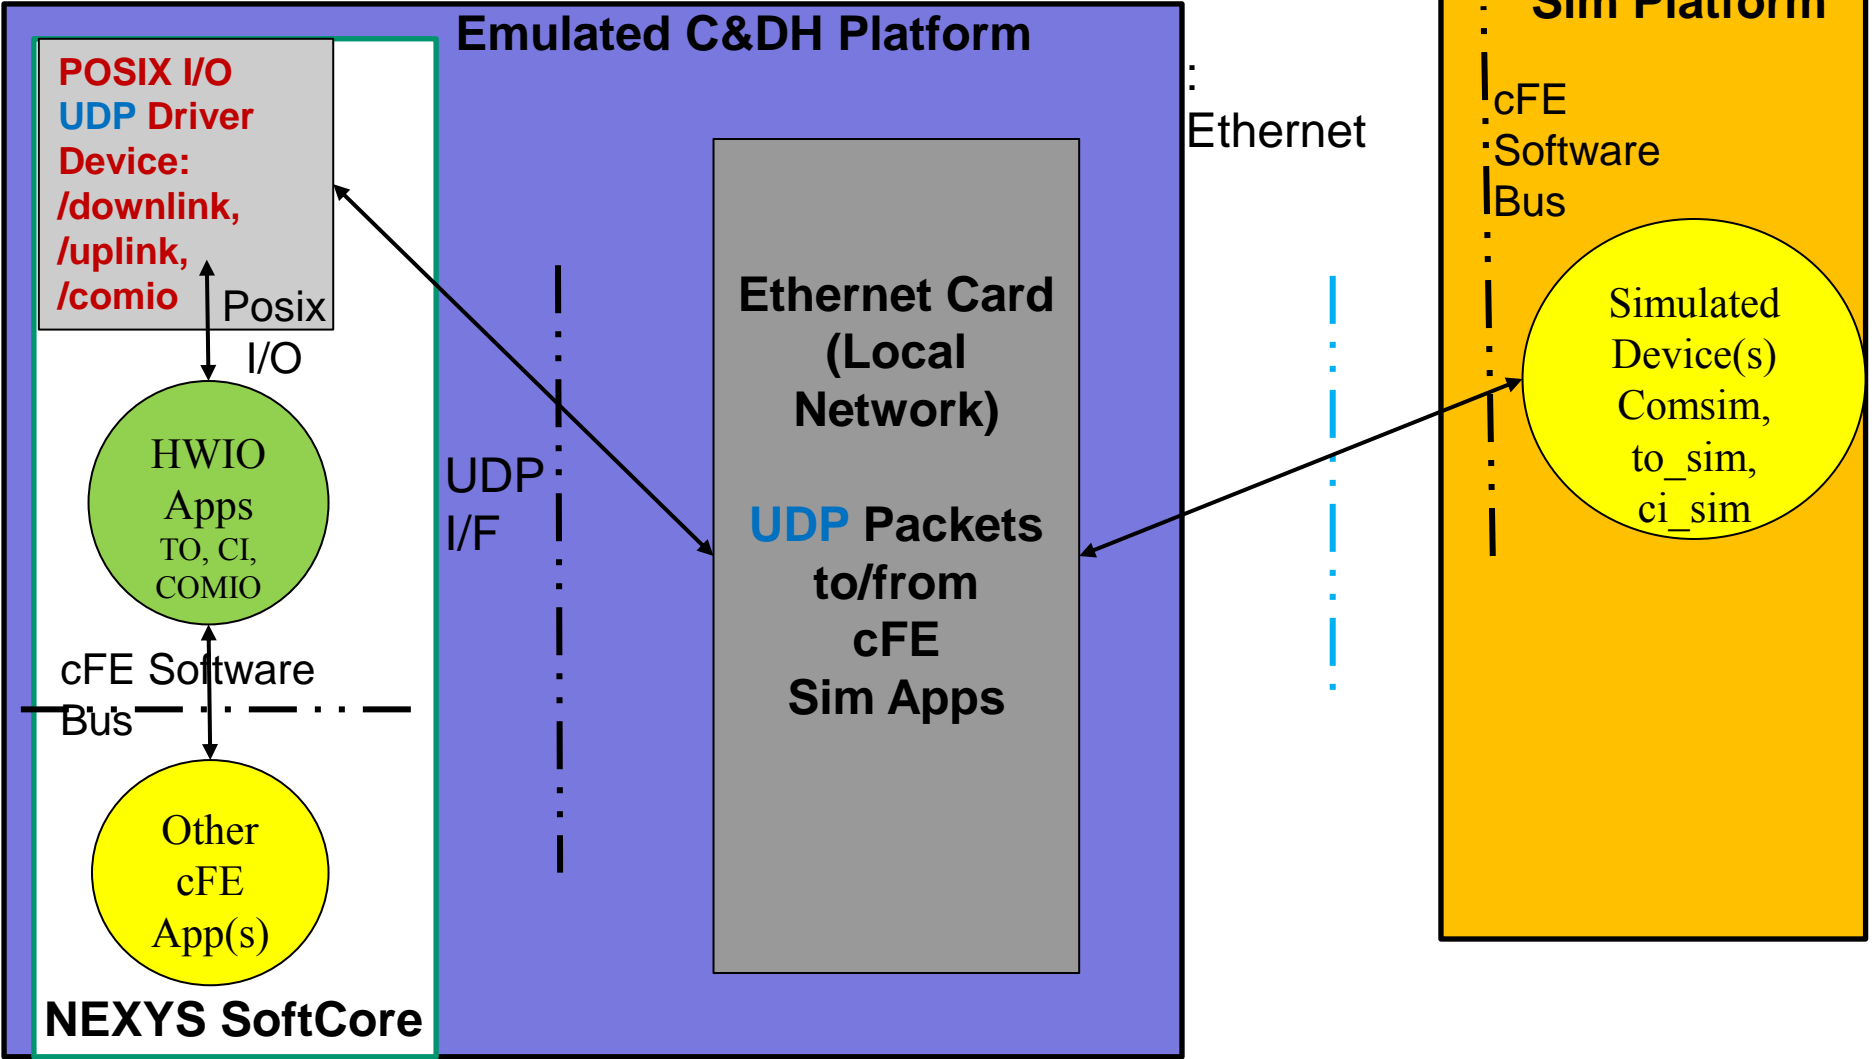 Emulated C&DH Platform
POSIX I/O
UDP Driver
Device:
/downlink,
/uplink,
/comio
Posix
I/O
HWIO
Apps
TO, CI,
COMIO
cFE Software
Bus
Other
cFE
App(s)
NEXYS SoftCore
UDP
I/F
Ethernet Card
(Local
Network)
UDP Packets
to/from
cFE
Sim Apps
:
Ethernet
Sim Platform
cFE
Software
Bus
Simulated
Device(s)
Comsim,
to_sim,
ci_sim